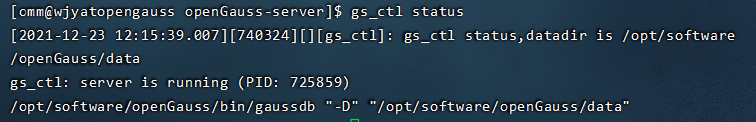 [omm@wjyatopengauss openGauss-server]$ gs_ctl status
[2021-12-23 12:15:39.007][740324][][gs_ctl]: gs_ctl status,datadir is /opt/software
/openGauss/data
gs_ctl: server is running (PID: 725859)
/opt/software/openGauss/bin/gaussdb "-D" "/opt/software/openGauss/data"